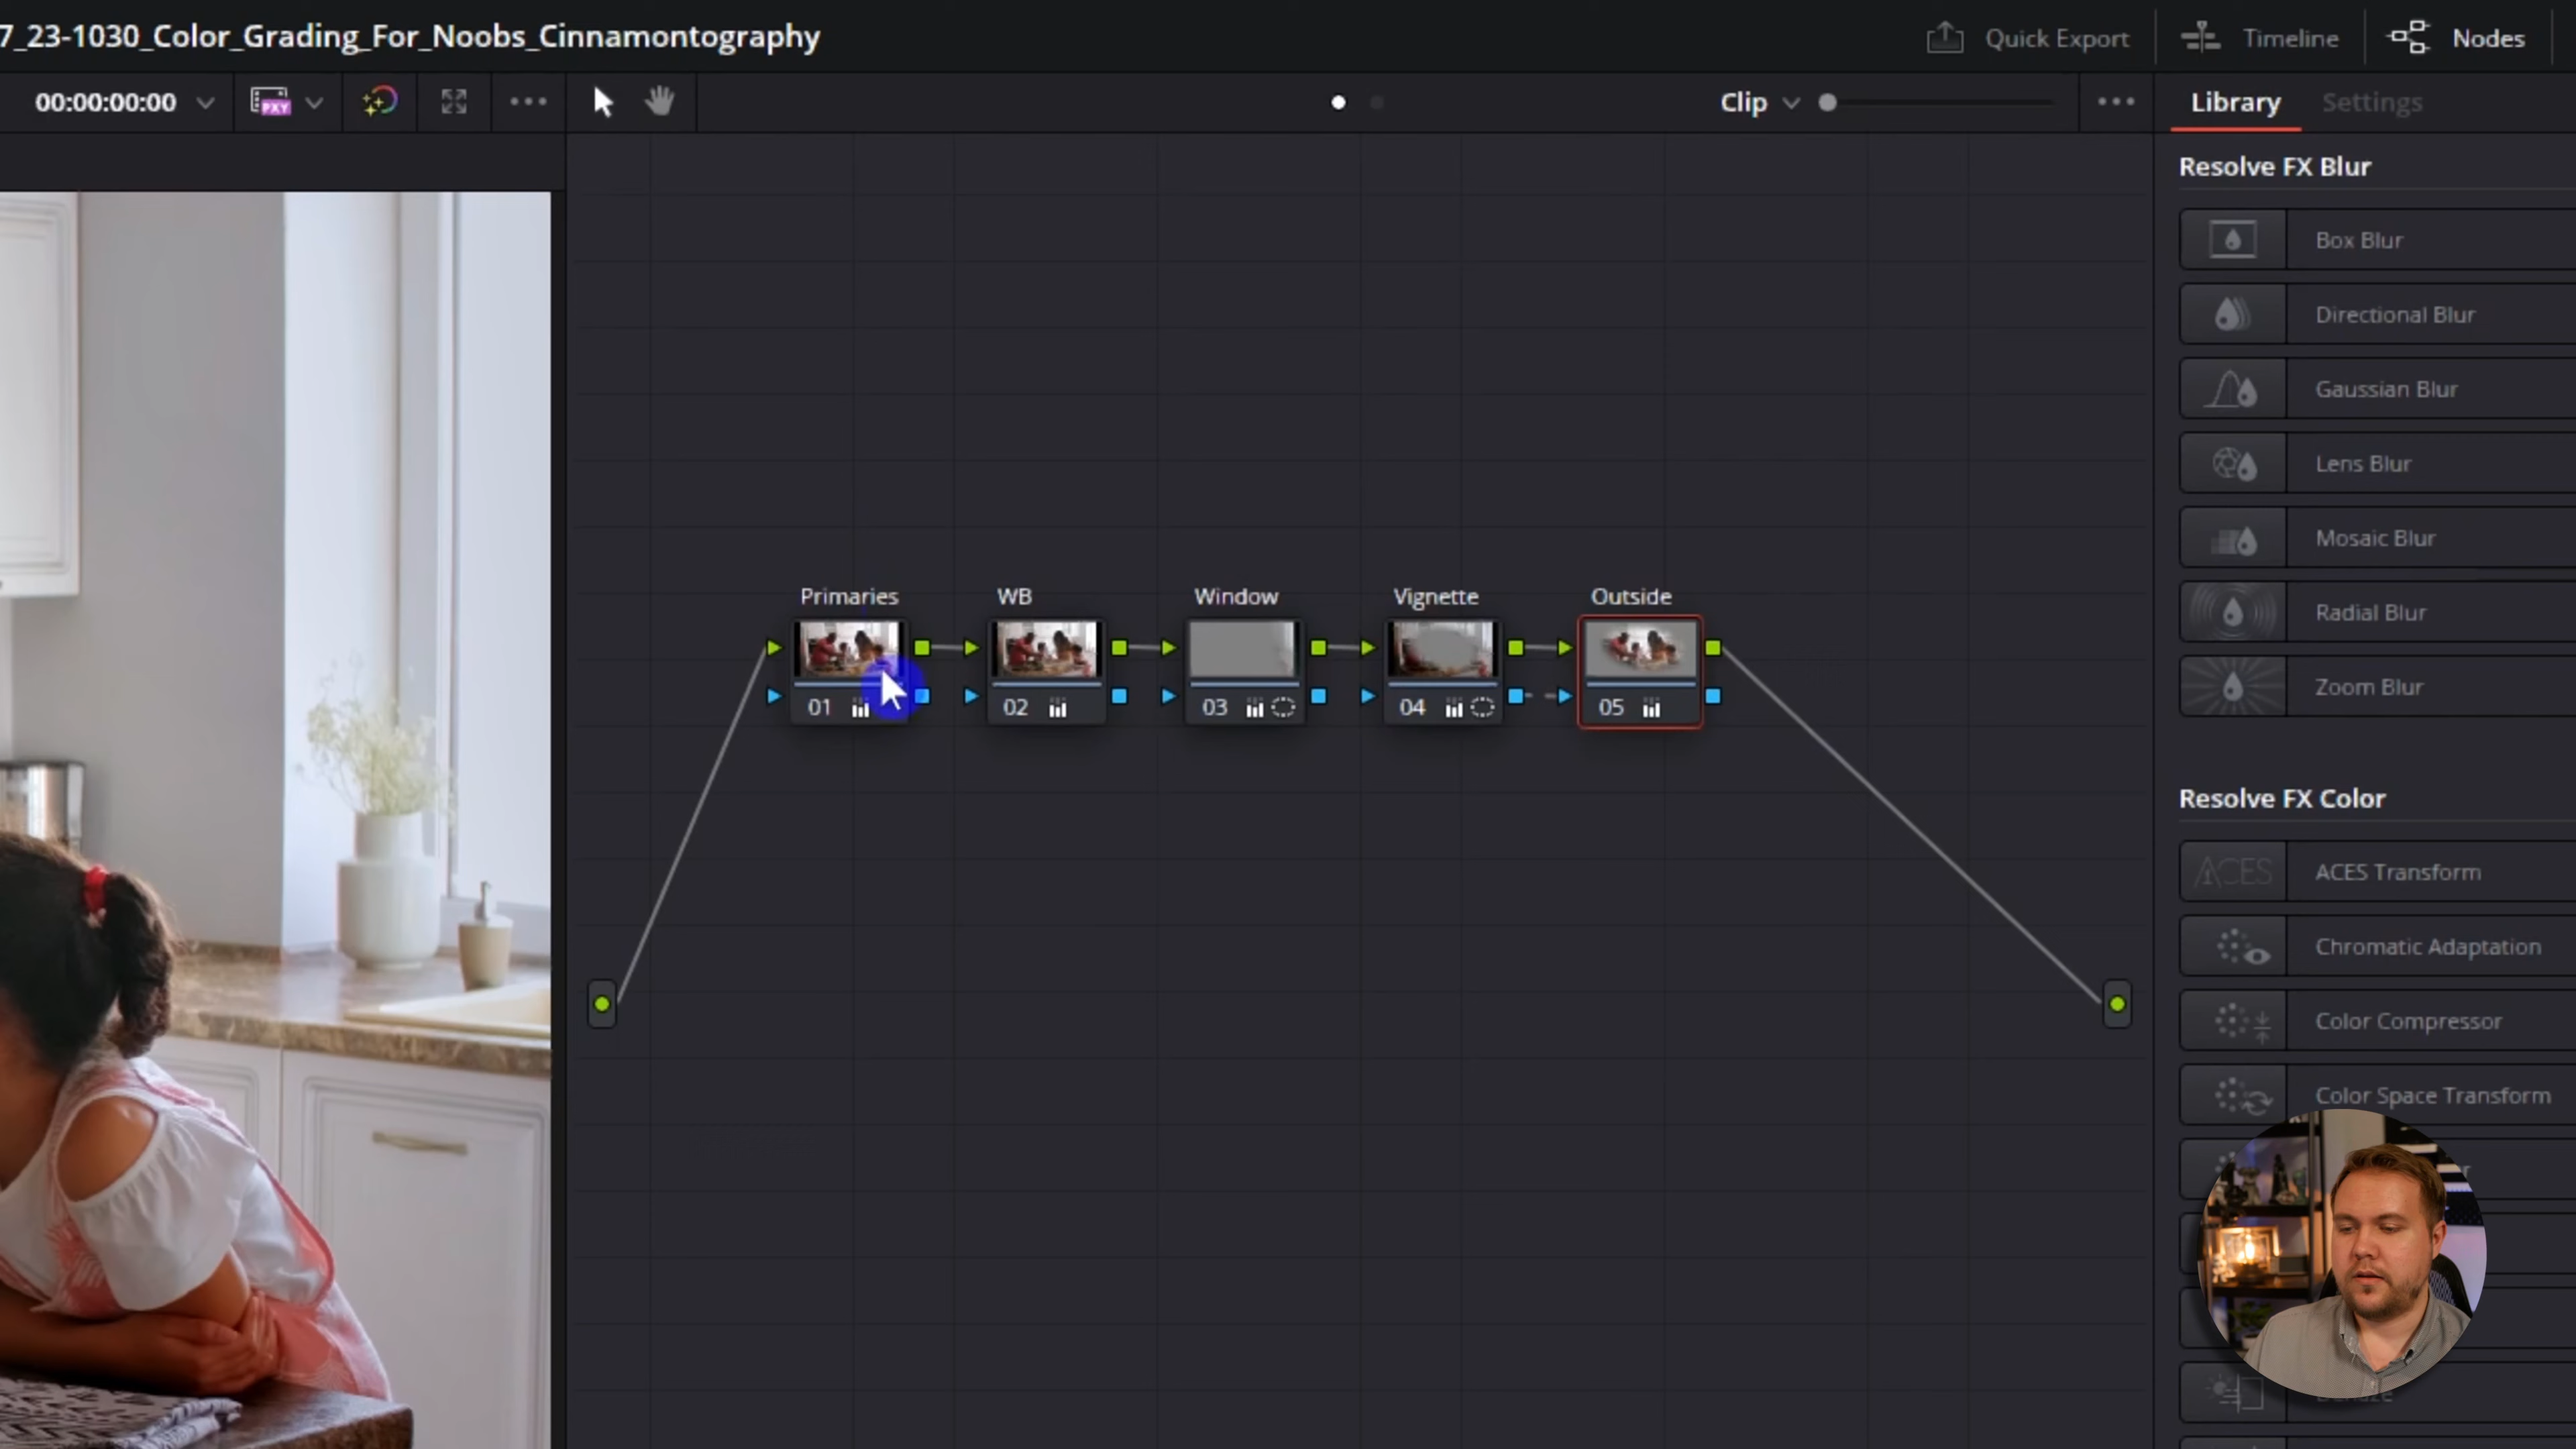 7_23-1030_Color_Grading_For_Noobs_Cinnamontography
Quick Export
Timeline
Nodes
00:00:00:00
PXY
Clip
Library
Settings
Resolve FX Blur
Box Blur
Directional Blur
Gaussian Blur
Lens Blur
Mosaic Blur
Radial Blur
Zoom Blur
Primaries
WB
Window
Vignette
Outside
01
02
03
04
05
Resolve FX Color
ACES
ACES Transform
Chromatic Adaptation
Color Compressor
Color Space Transform